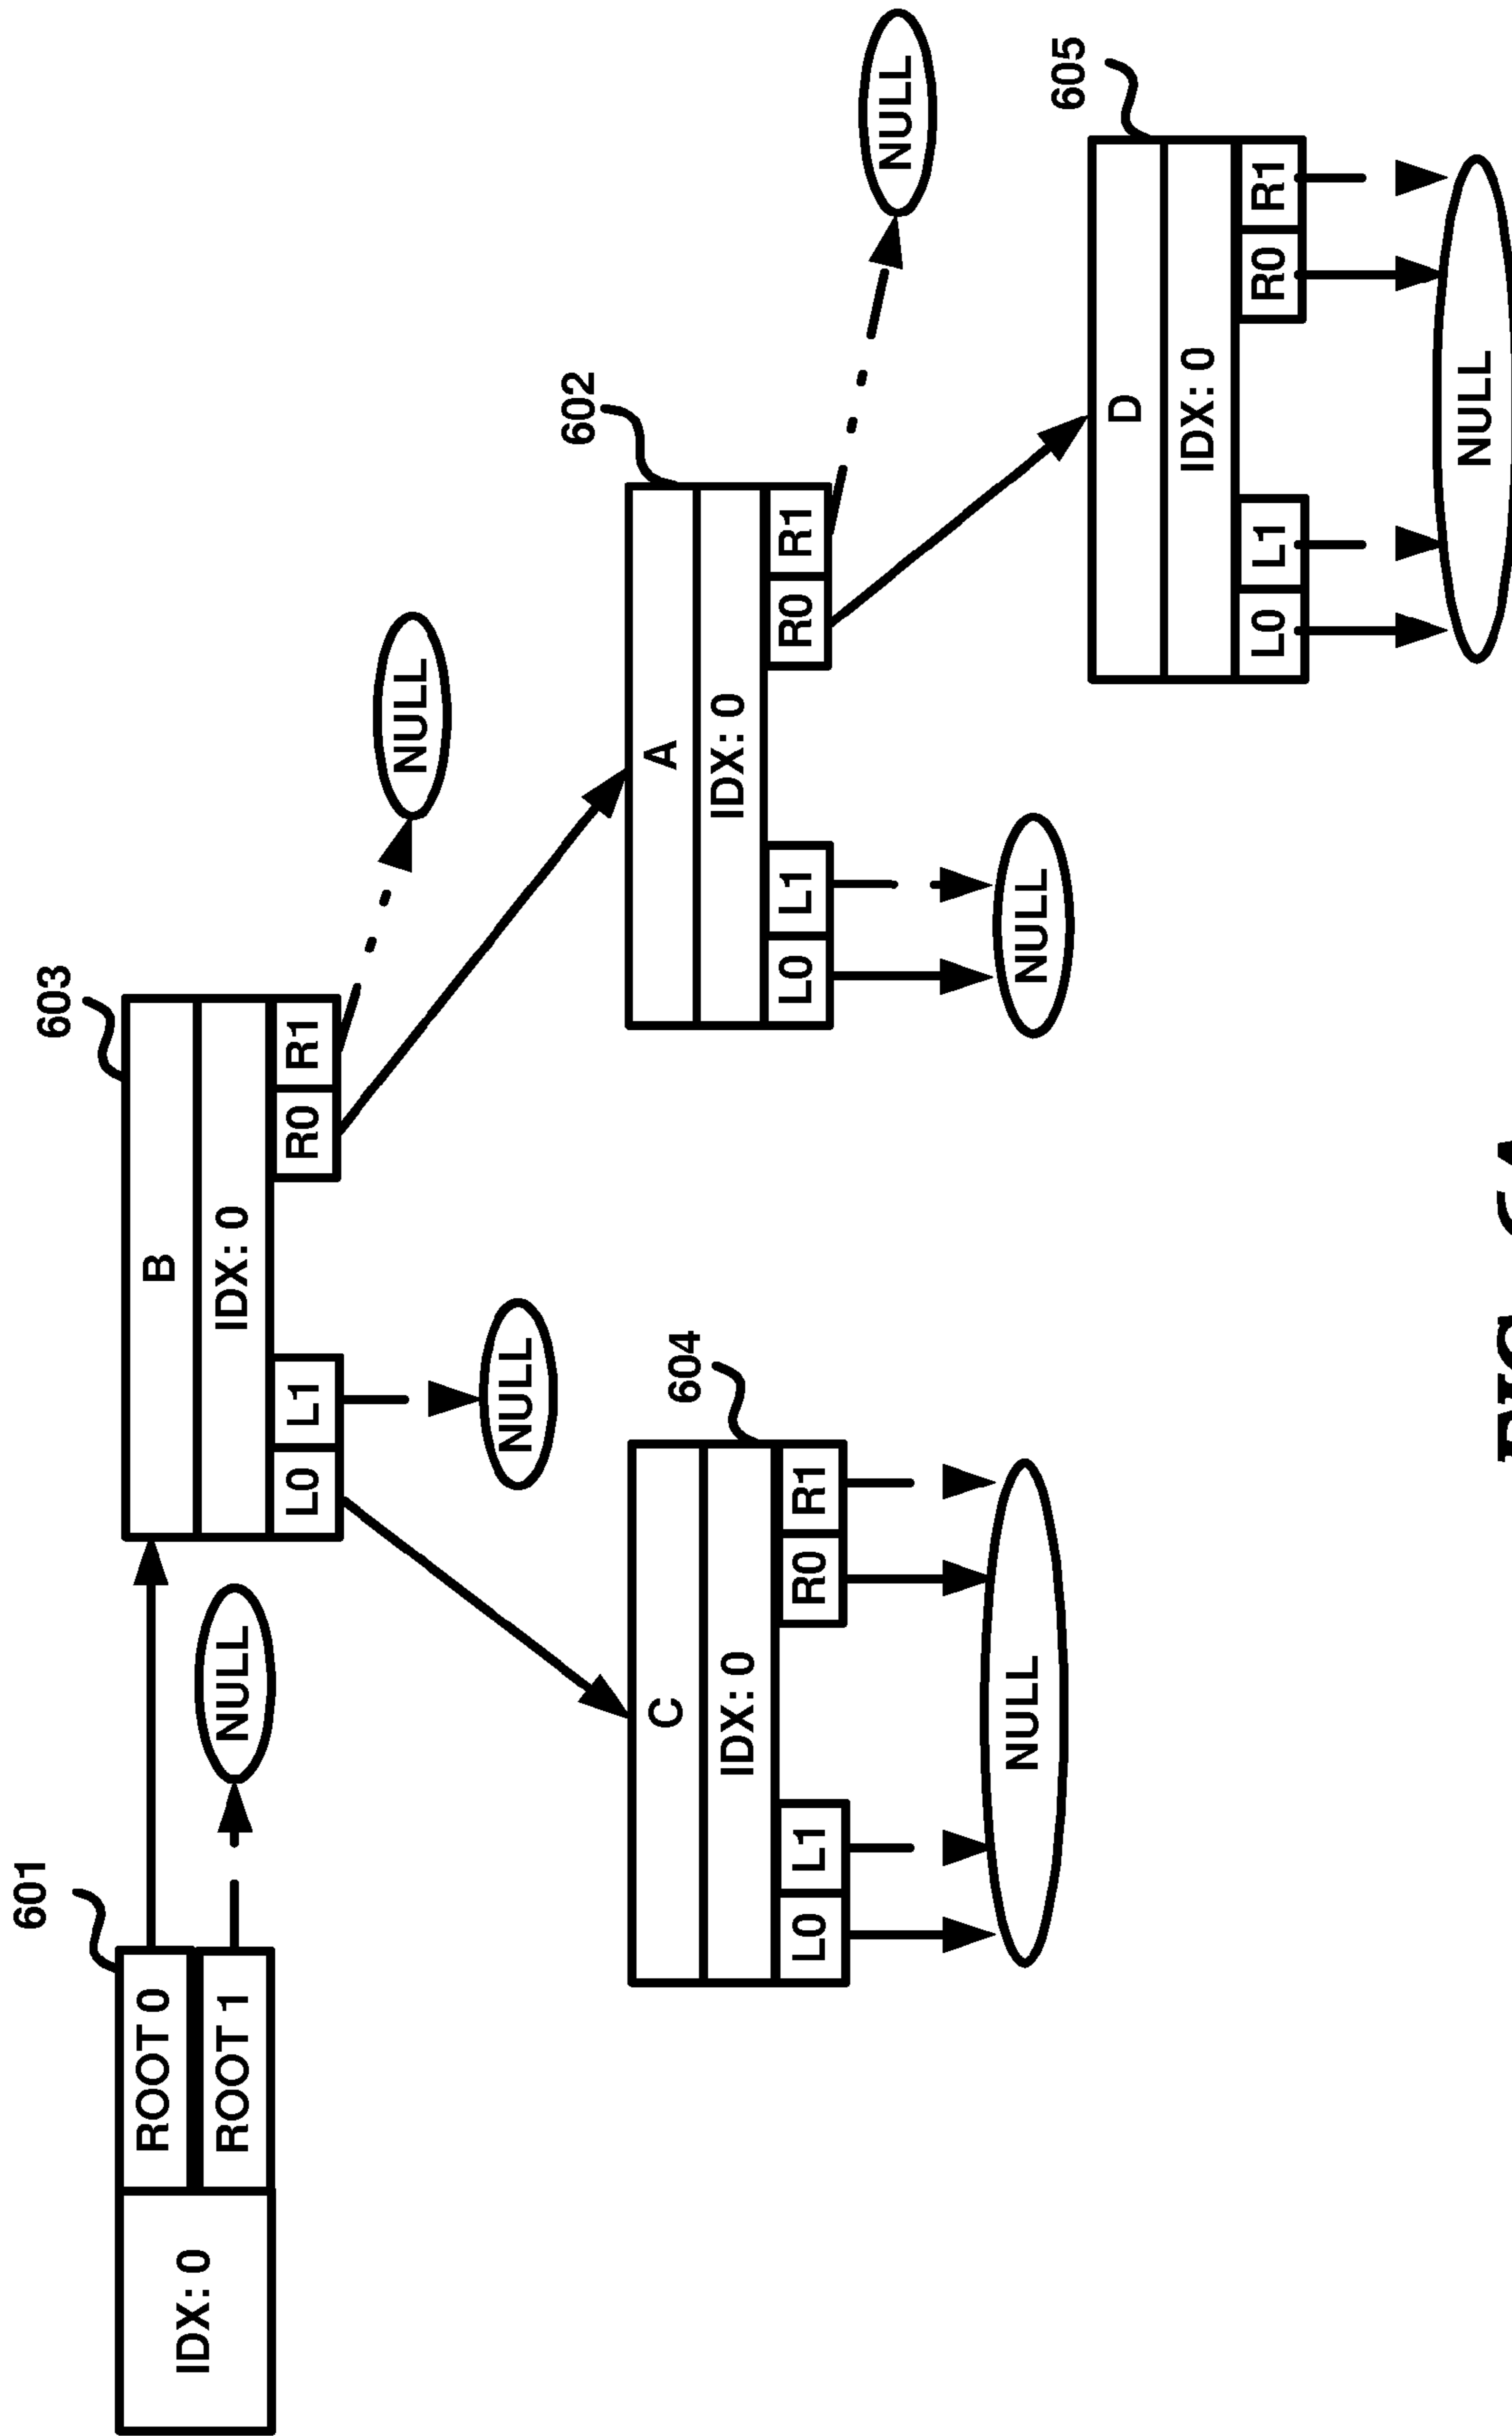 601
603
IDX: 0
ROOT 0
ROOT 1
NULL
B
IDX: 0
L0 L1
R0 R1
NULL
NULL
604
602
C
IDX: 0
L0 L1
R0 R1
NULL
A
IDX: 0
L0 L1
R0 R1
NULL
NULL
605
D
IDX: 0
L0 L1
R0 R1
NULL